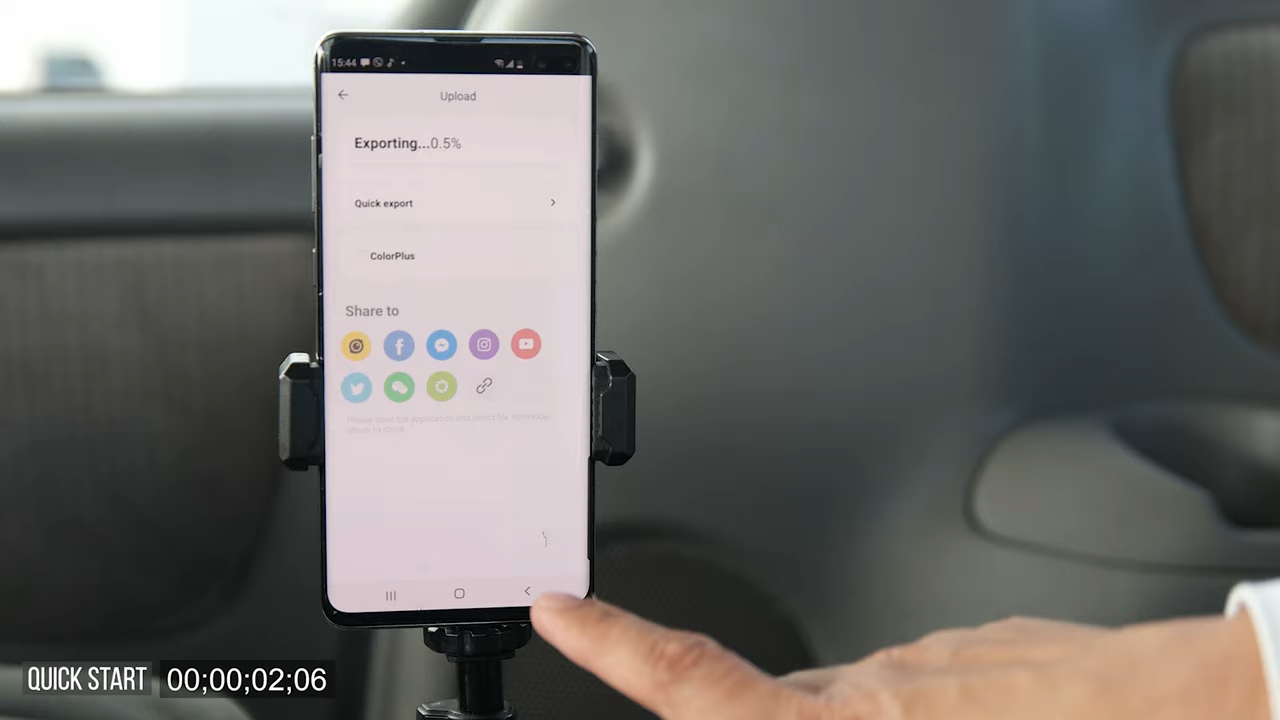 15:44
Upload
Exporting...0.5%
Quick export
ColorPlus
Share to
QUICK START 00;00;02;06